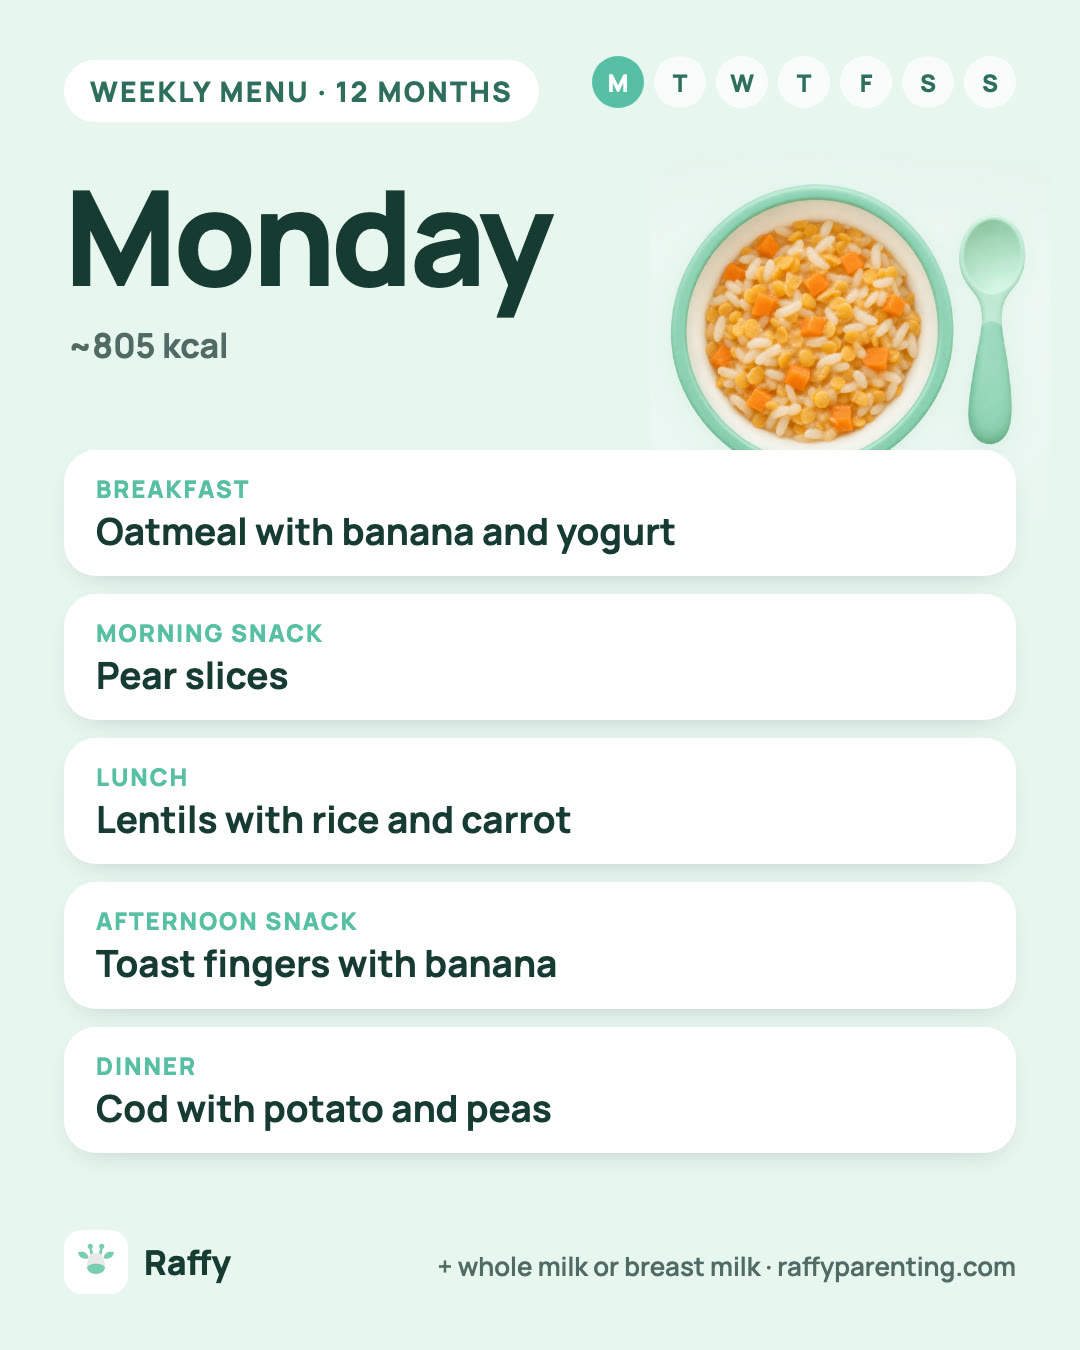 WEEKLY MENU · 12 MONTHS
M T W T F S S
Monday
~805 kcal
BREAKFAST
Oatmeal with banana and yogurt
MORNING SNACK
Pear slices
LUNCH
Lentils with rice and carrot
AFTERNOON SNACK
Toast fingers with banana
DINNER
Cod with potato and peas
Raffy
+ whole milk or breast milk · raffyparenting.com